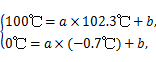 100℃ = a × 102.3℃ + b,
0℃ = a × (−0.7℃) + b,